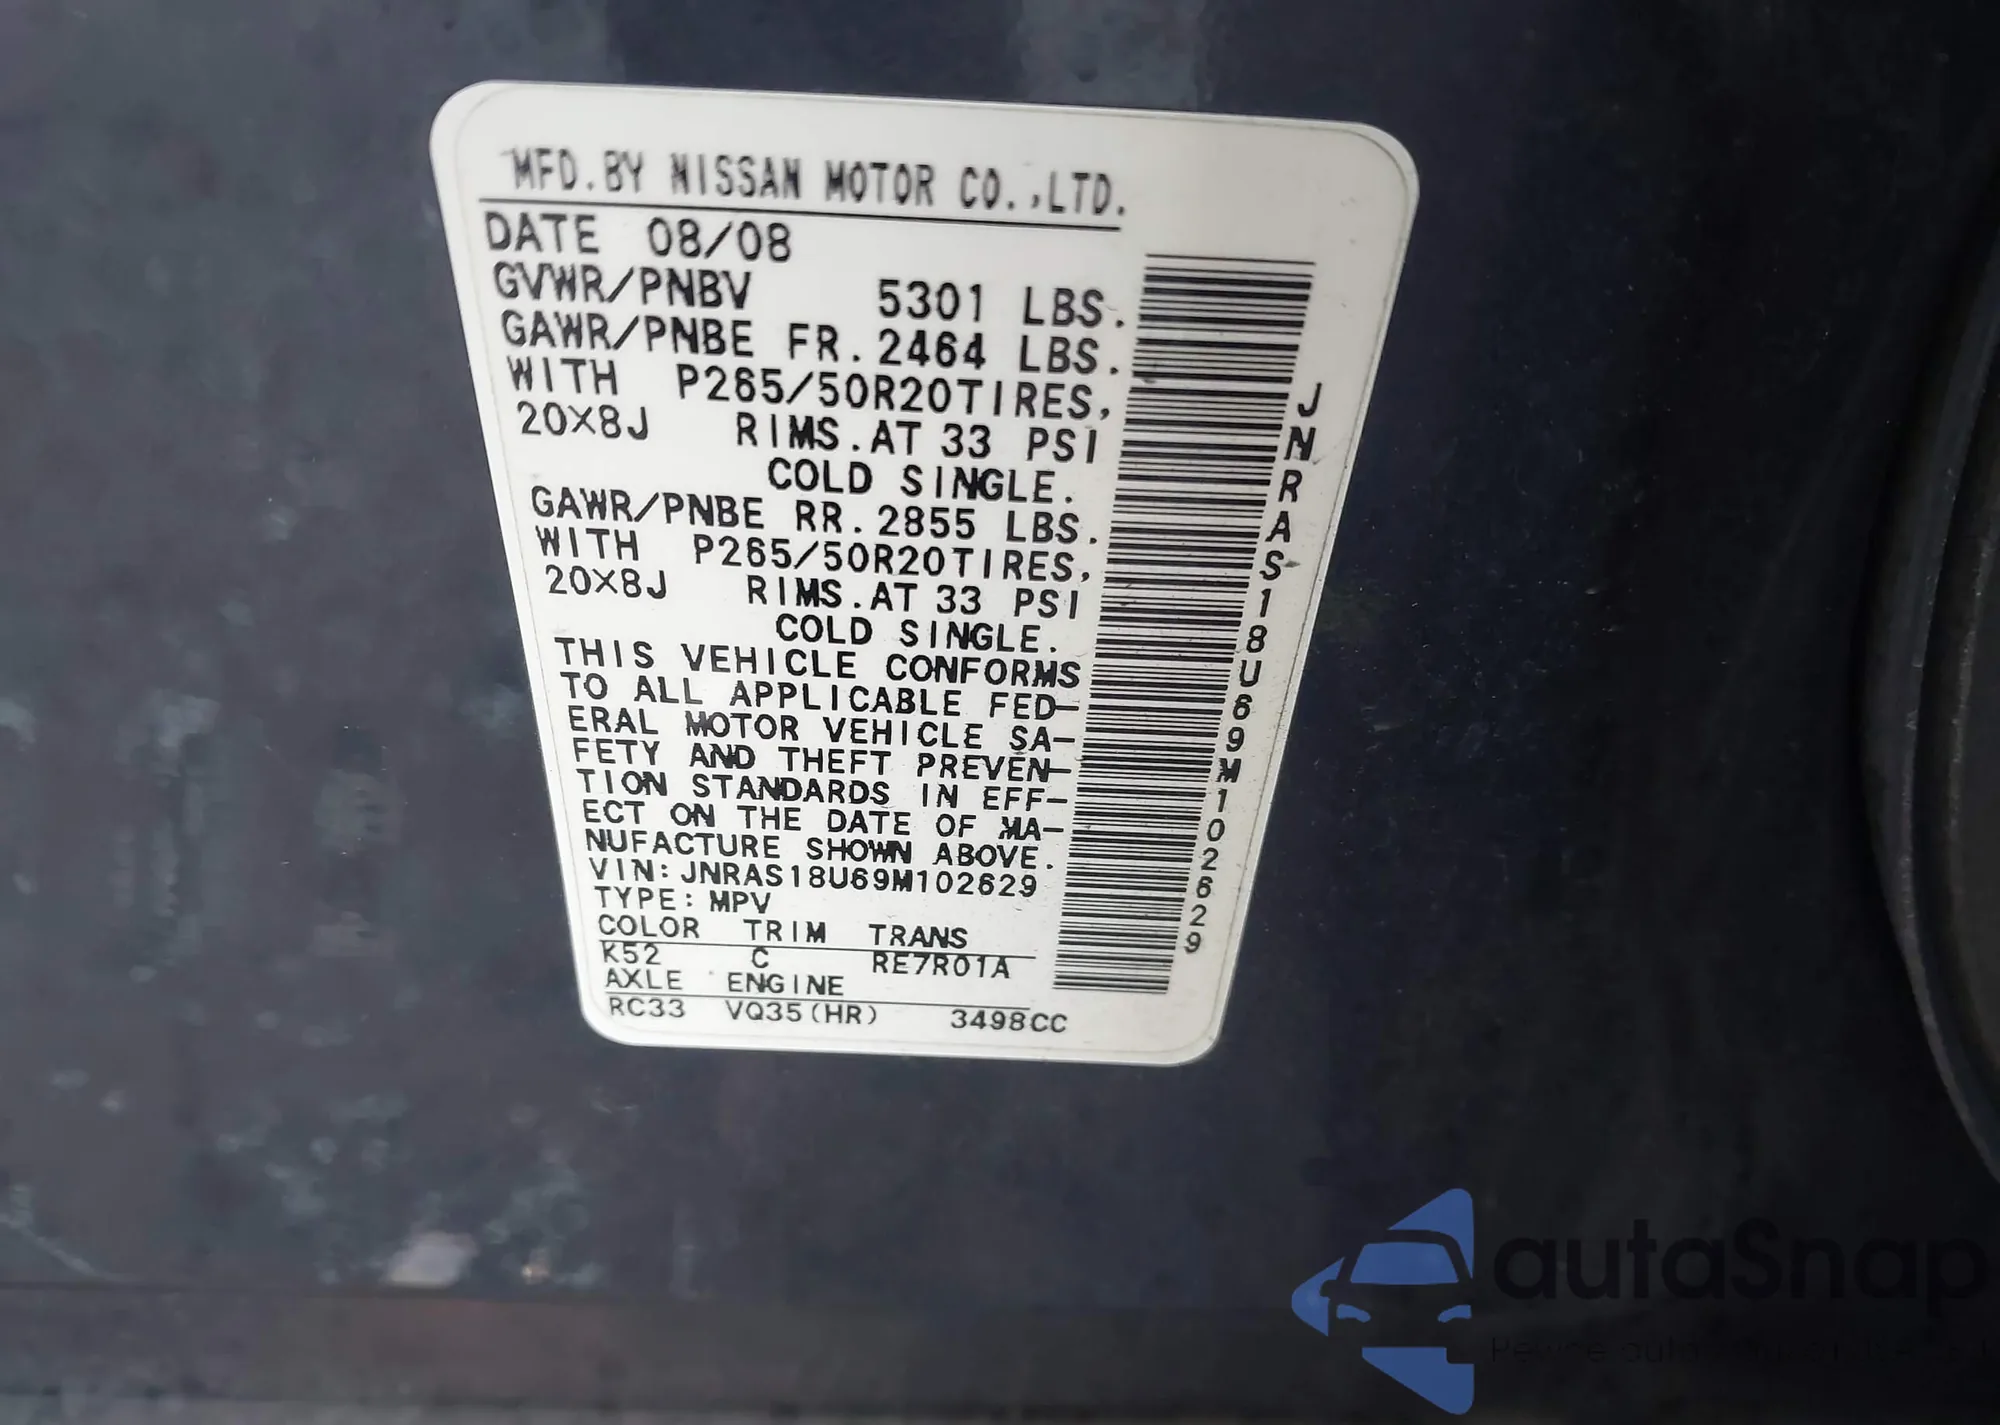 MFD.BY NISSAN MOTOR CO.,LTD.
DATE 08/08
GVWR/PNBV 5301 LBS.
GAWR/PNBE FR.2464 LBS.
WITH P265/50R20TIRES,
20X8J RIMS.AT 33 PSI
COLD SINGLE.
GAWR/PNBE RR.2855 LBS.
WITH P265/50R20TIRES,
20X8J RIMS.AT 33 PSI
COLD SINGLE.
THIS VEHICLE CONFORMS
TO ALL APPLICABLE FED-
ERAL MOTOR VEHICLE SA-
FETY AND THEFT PREVEN-
TION STANDARDS IN EFF-
ECT ON THE DATE OF MA-
NUFACTURE SHOWN ABOVE.
VIN:JNRAS18U69M102629
TYPE:MPV
COLOR TRIM TRANS
K52 C RE7R01A
AXLE ENGINE
RC33 VQ35(HR) 3498CC
JNRAS18U69M102629
autaSnap